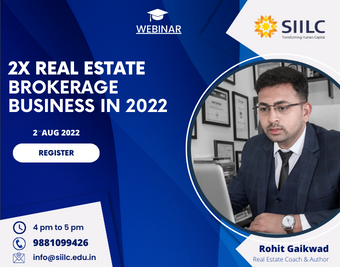 WEBINAR
SIILC
Transforming Human Capital
2X REAL ESTATE
BROKERAGE
BUSINESS IN 2022
2ND AUG 2022
REGISTER
4 pm to 5 pm
9881099426
info@siilc.edu.in
Rohit Gaikwad
Real Estate Coach & Author